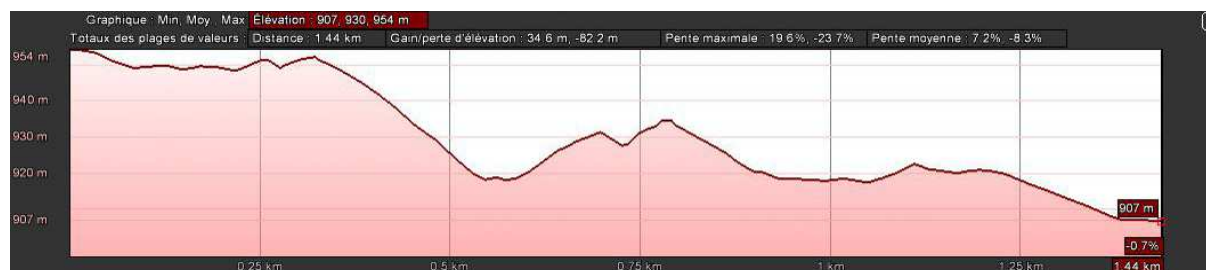 Graphique : Min, Moy , Max Élévation : 907, 930, 954 m
Totaux des plages de valeurs : Distance : 1.44 km Gain/perte d'élévation : 34.6 m, -82.2 m Pente maximale : 19.6%, -23.7% Pente moyenne : 7.2%, -8.3%
954 m
940 m
930 m
920 m
907 m
907 m
-0.7%
0.25 km 0.5 km 0.75 km 1 km 1.25 km 1.44 km